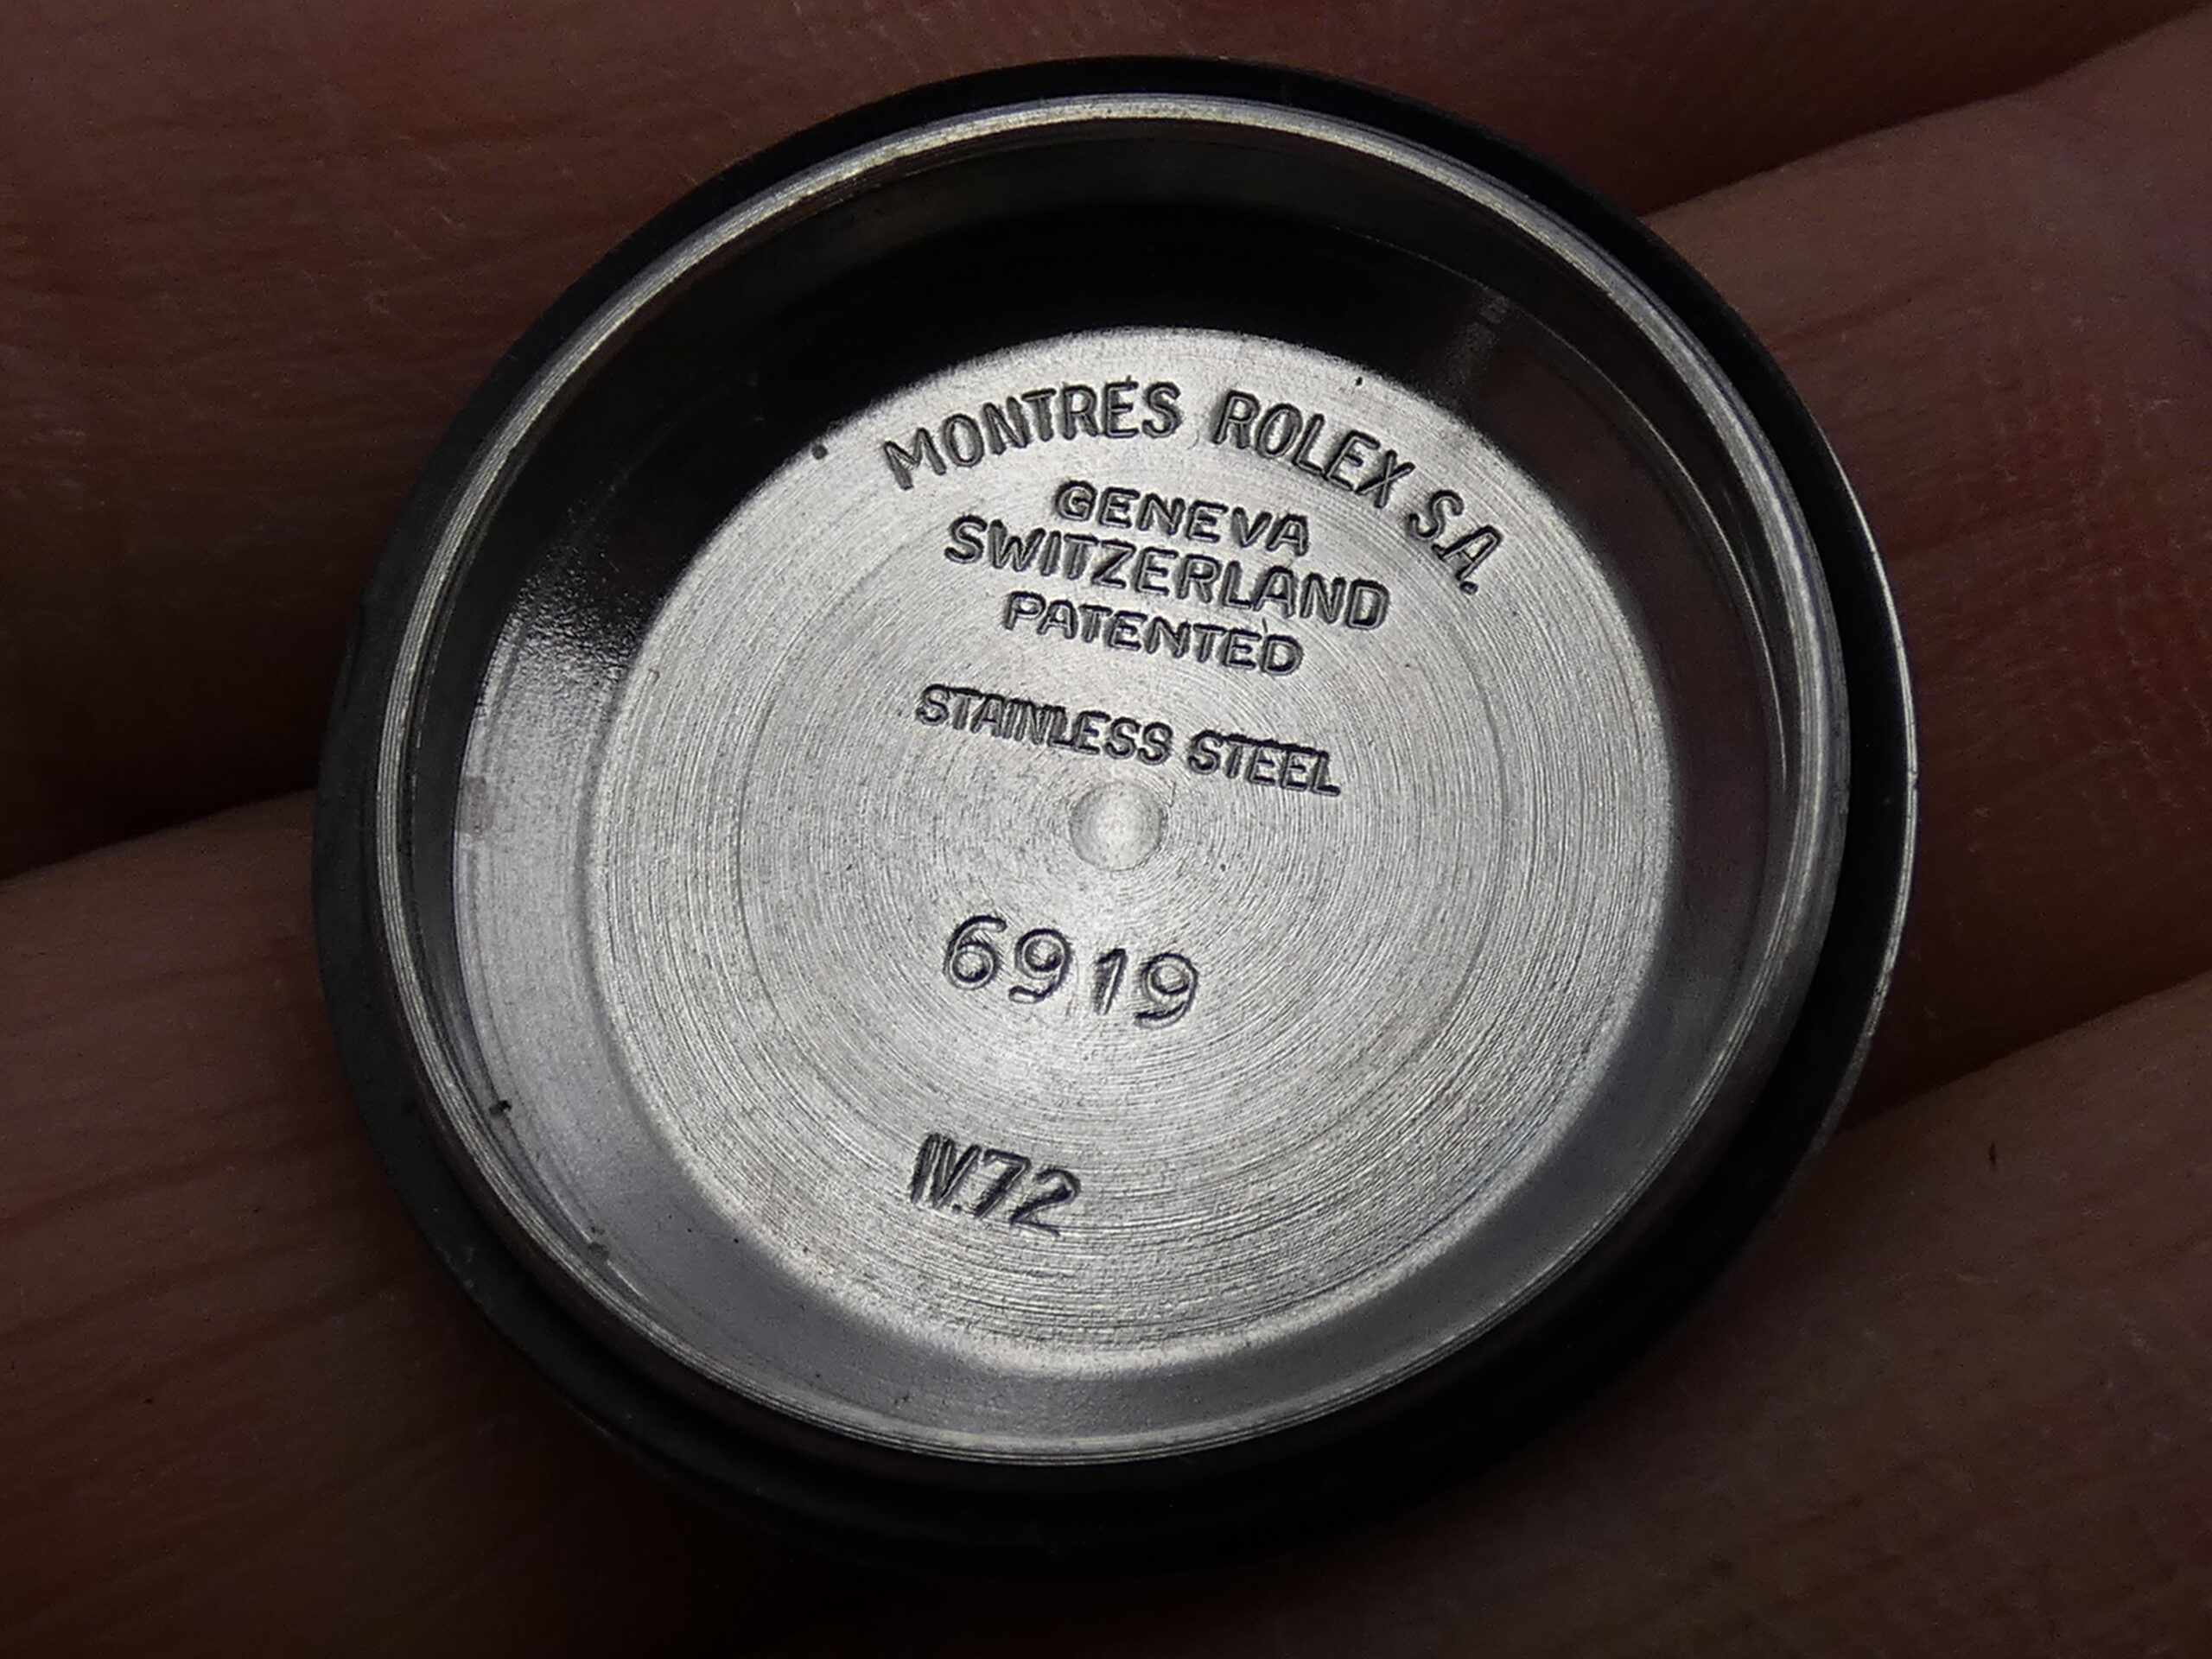 MONTRES ROLEX S.A.
GENEVA
SWITZERLAND
PATENTED
STAINLESS STEEL
6919
IV.72